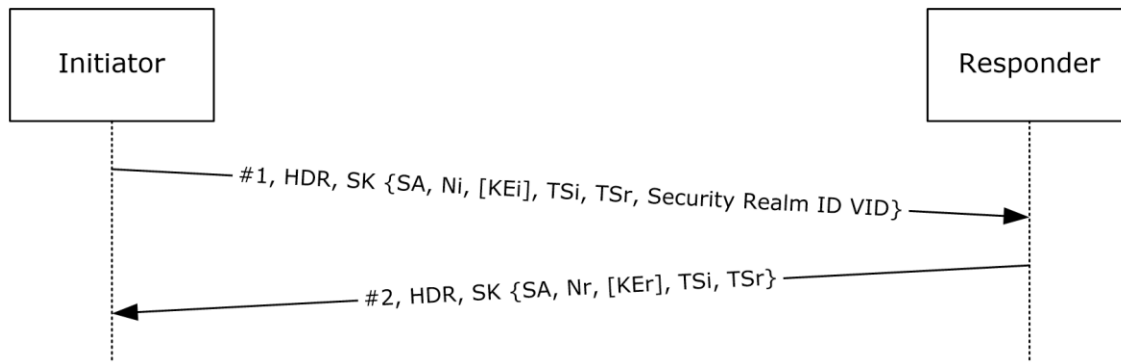 Initiator
Responder
#1, HDR, SK {SA, Ni, [KEi], TSi, TSr, Security Realm ID VID}
#2, HDR, SK {SA, Nr, [KEr], TSi, TSr}